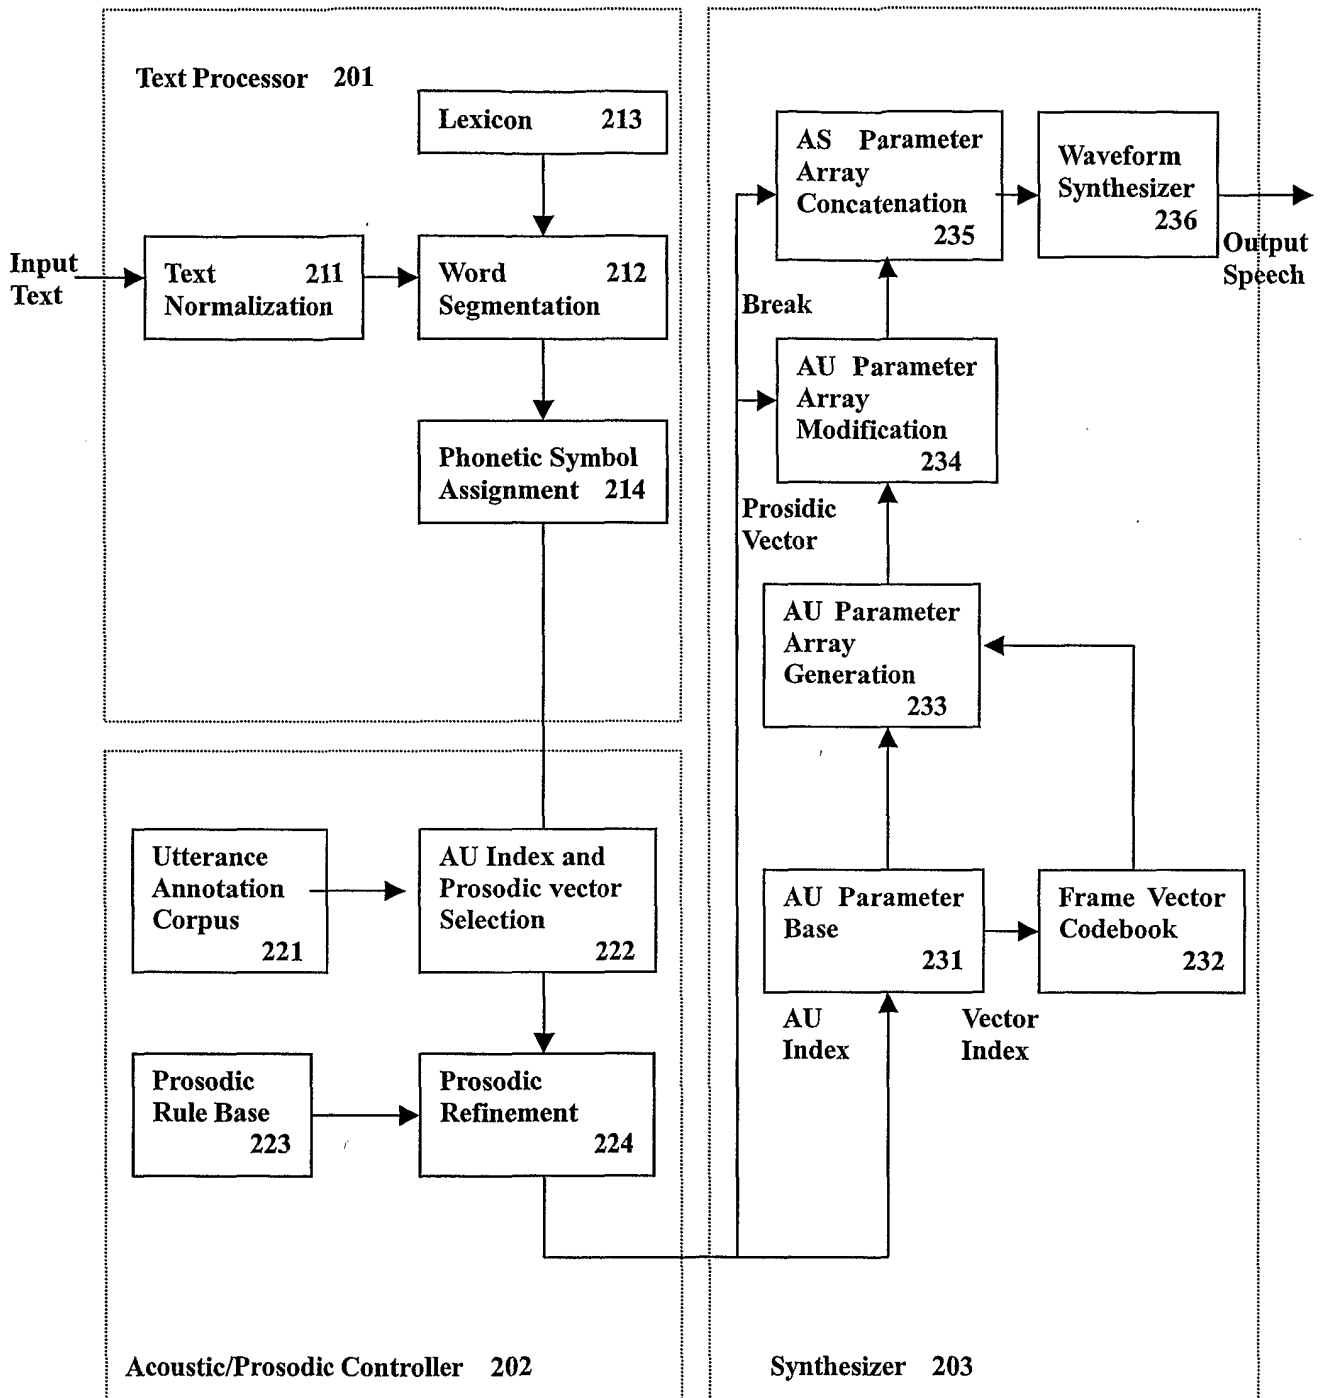 Text Processor 201
Lexicon 213
Input
Text
Text 211
Normalization
Word 212
Segmentation
Phonetic Symbol
Assignment 214
Utterance
Annotation
Corpus
221
AU Index and
Prosodic vector
Selection
222
Prosodic
Rule Base
223
Prosodic
Refinement
224
Acoustic/Prosodic Controller 202
AS Parameter
Array
Concatenation
235
Waveform
Synthesizer
236
Output
Speech
Break
AU Parameter
Array
Modification
234
Prosidic
Vector
AU Parameter
Array
Generation
233
AU Parameter
Base
231
Frame Vector
Codebook
232
AU
Index
Vector
Index
Synthesizer 203